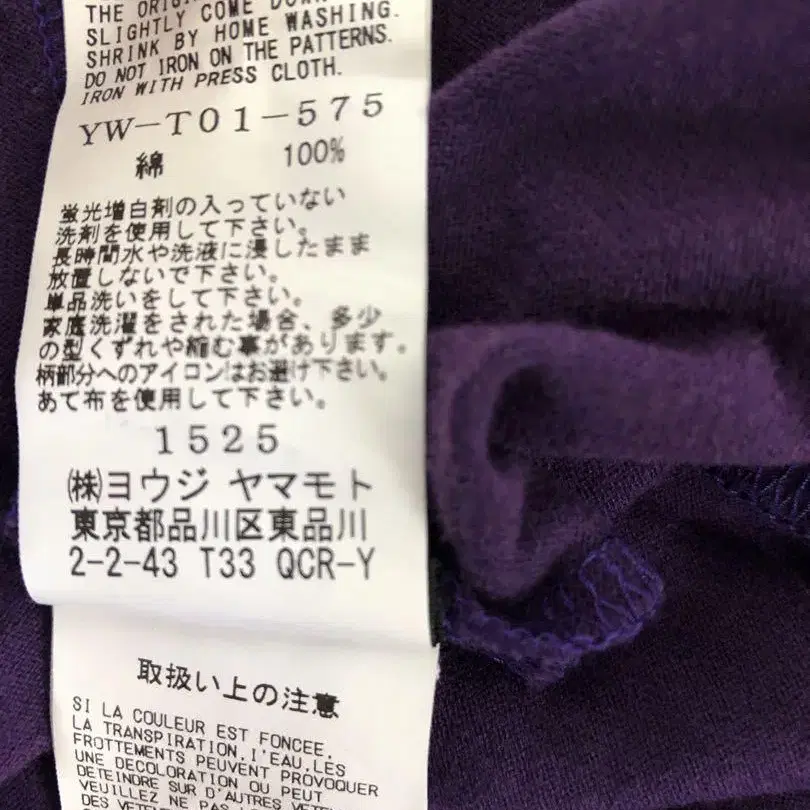 THE ORIGIN
SLIGHTLY COME DOWN
SHRINK BY HOME WASHING.
DO NOT IRON ON THE PATTERNS.
IRON WITH PRESS CLOTH.
YW-T01-575
綿 100%
蛍光増白剤の入っていない
洗剤を使用して下さい。
長時間水や洗液に浸したまま
放置しないで下さい。
単品洗いをして下さい。
家庭洗濯をされた場合、多少
の型くずれや縮む事があります。
柄部分へのアイロンはお避け下さい。
あて布を使用して下さい。
1525
㈱ヨウジ ヤマモト
東京都品川区東品川
2-2-43 T33 QCR-Y
取扱い上の注意
SI LA COULEUR EST FONCEE,
LA TRANSPIRATION,I'EAU,LES
FROTTEMENTS PEUVENT PROVOQUER
UNE DECOLORATION OU PEUT
DETEINDRE SUR D'AUTRES VETE
VEUILLEZ NE PAS
DES VETE